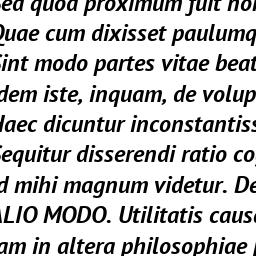 Sed quod proximum fuit non
Quae cum dixisset paulumq
Sint modo partes vitae beat
dem iste, inquam, de volup
Haec dicuntur inconstantiss
Sequitur disserendi ratio co
d mihi magnum videtur. De
ALIO MODO. Utilitatis caus
am in altera philosophiae